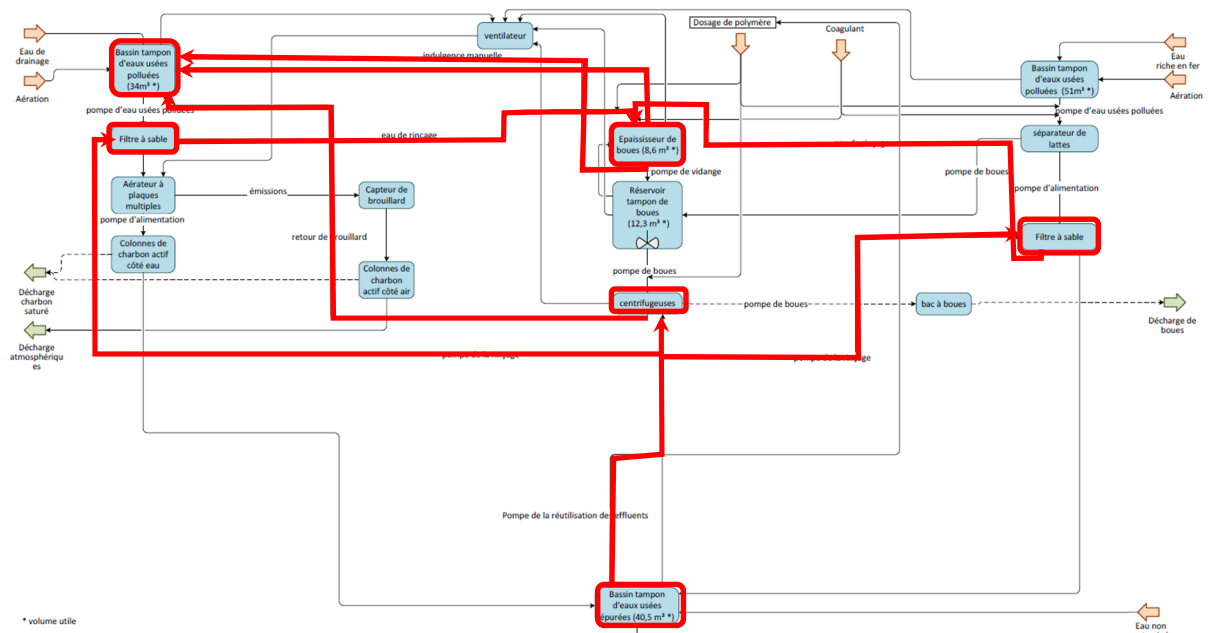 Eau de
drainage
Aération
Bassin tampon
d'eaux usées
polluées
(34m³ *)
pompe d'eau usées polluées
Filtre à sable
Aérateur à
plaques
multiples
pompe d'alimentation
Colonnes de
charbon actif
côté eau
Décharge
charbon
saturé
Décharge
atmosphériqu
es
émissions
Capteur de
brouillard
retour de brouillard
Colonnes de
charbon
actif côté air
ventilateur
indulgence manuelle
eau de rinçage
Dosage de polymère
Coagulant
Epaississeur de
boues (8,6 m³ *)
pompe de vidange
Réservoir
tampon de
boues
(12,3 m³ *)
pompe de boues
centrifugeuses
pompe de boues
bac à boues
Décharge de
boues
Eau
riche en fer
Aération
Bassin tampon
d'eaux usées
polluées (51m³ *)
pompe d'eau usées polluées
séparateur de
lattes
pompe de boues
pompe d'alimentation
Filtre à sable
Pompe de la réutilisation des effluents
Bassin tampon
d'eaux usées
épurées (40,5 m³ *)
Eau non
* volume utile